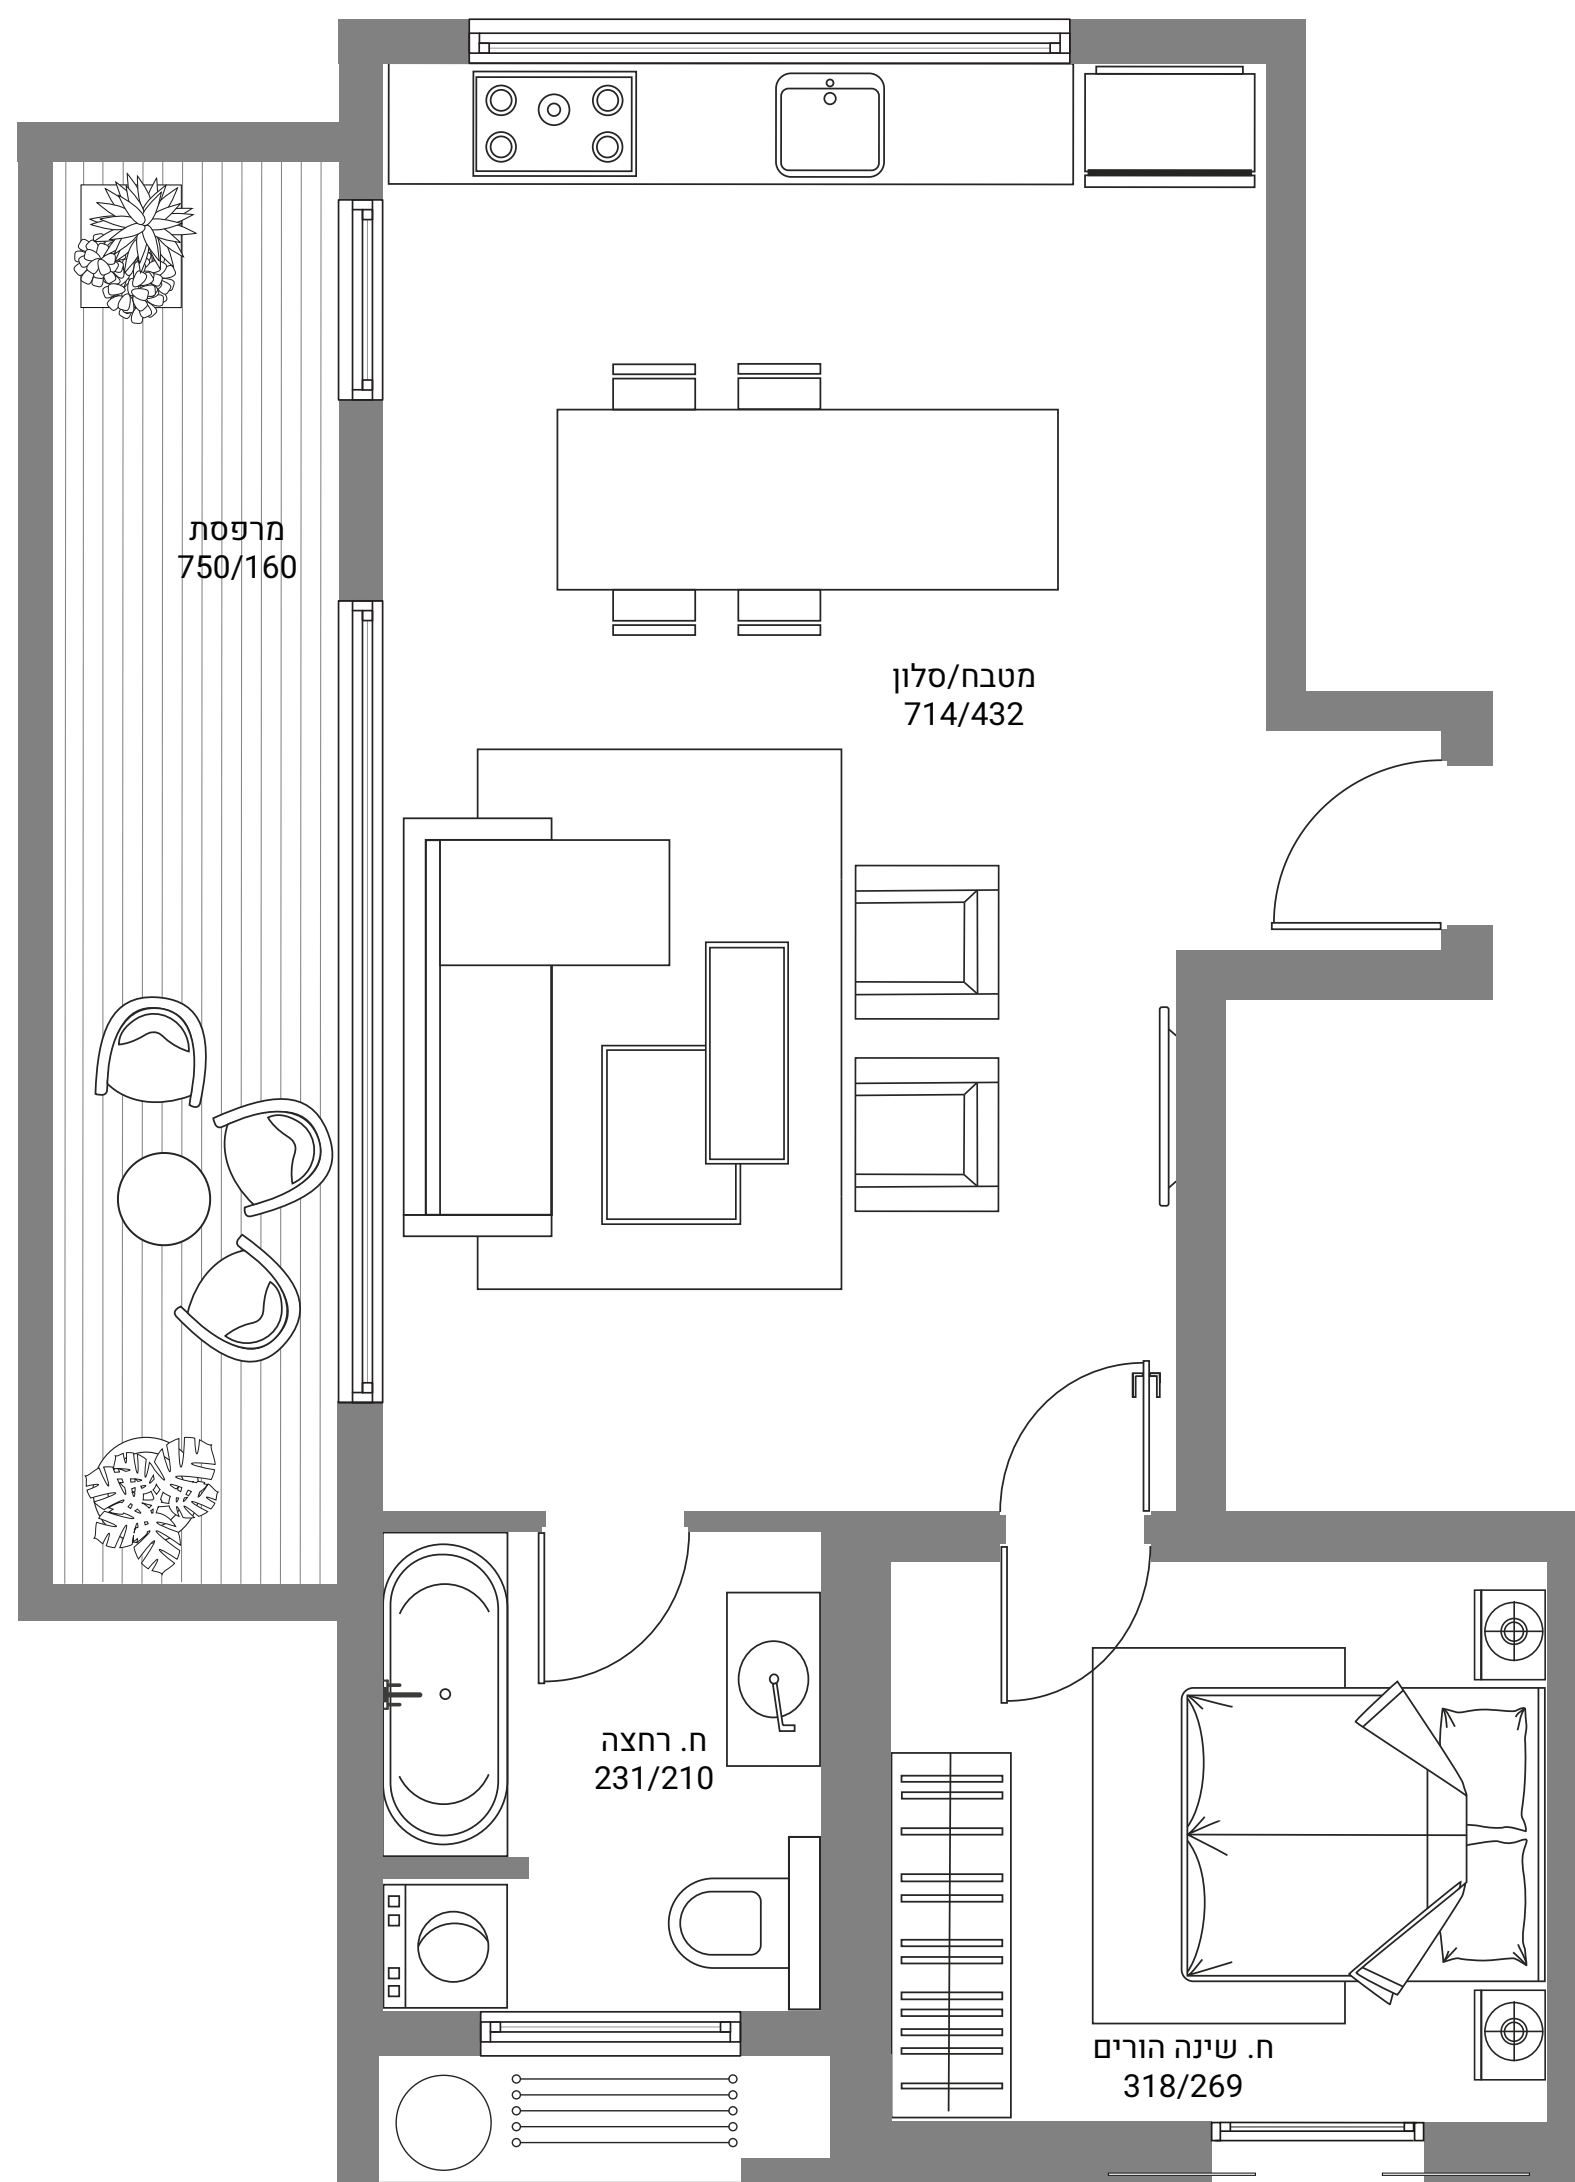 מרפסת
750/160
מטבח/סלון
714/432
ח. רחצה
231/210
ח. שינה הורים
318/269